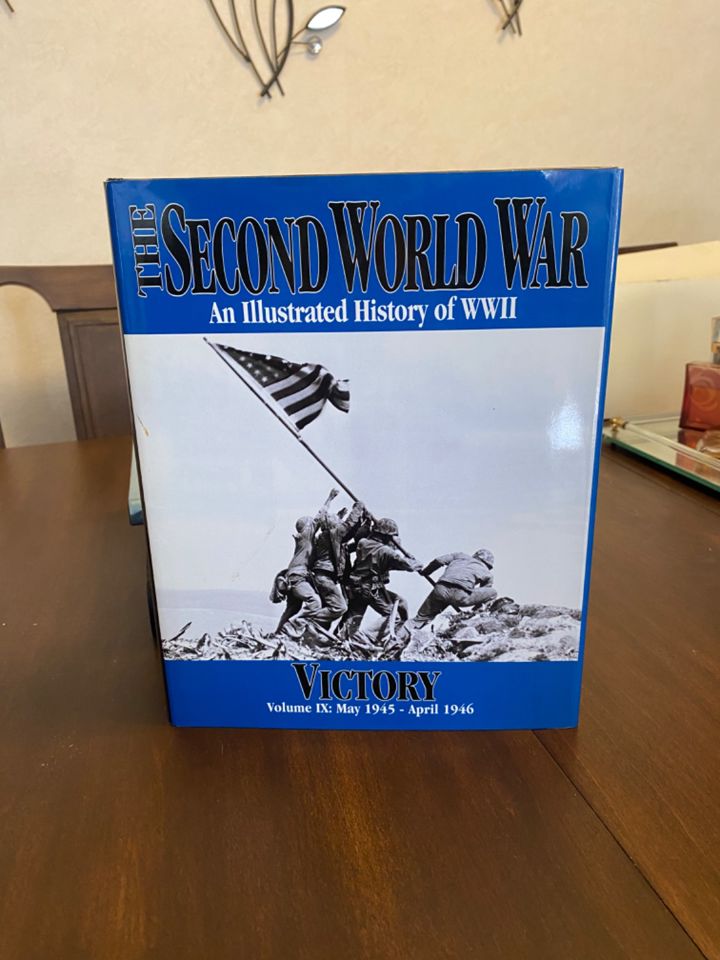 THE SECOND WORLD WAR
An Illustrated History of WWII
VICTORY
Volume IX: May 1945 - April 1946